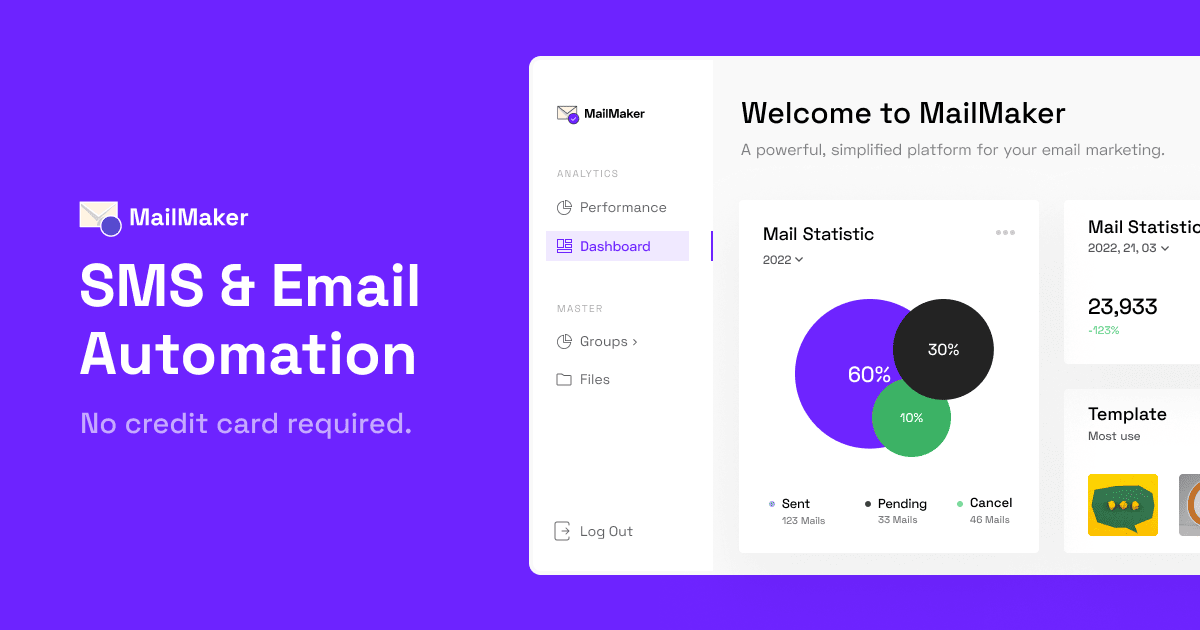 MailMaker
SMS & Email
Automation
No credit card required.
MailMaker
ANALYTICS
Performance
Dashboard
MASTER
Groups ›
Files
Log Out
Welcome to MailMaker
A powerful, simplified platform for your email marketing.
Mail Statistic
2022
60%
30%
10%
Sent
123 Mails
Pending
33 Mails
Cancel
46 Mails
Mail Statistic
2022, 21, 03
23,933
-123%
Template
Most use